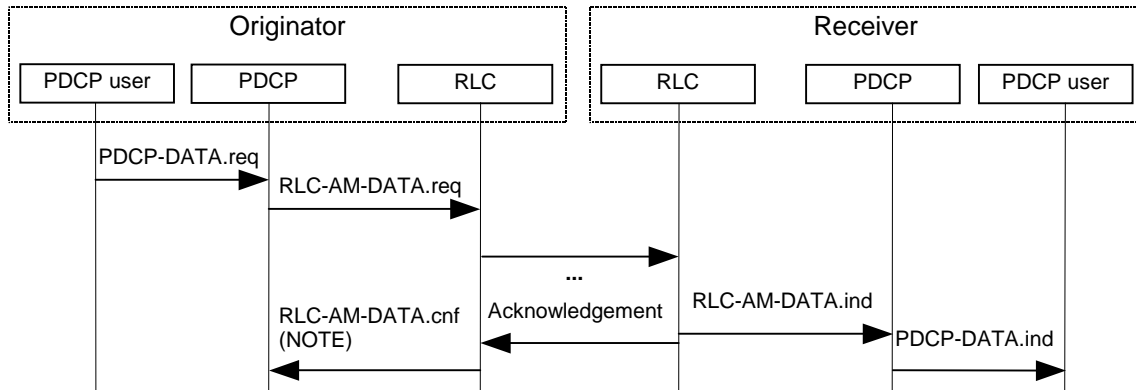 Originator
Receiver
PDCP user
PDCP
RLC
RLC
PDCP
PDCP user
PDCP-DATA.req
RLC-AM-DATA.req
...
Acknowledgement
RLC-AM-DATA.ind
RLC-AM-DATA.cnf
(NOTE)
PDCP-DATA.ind